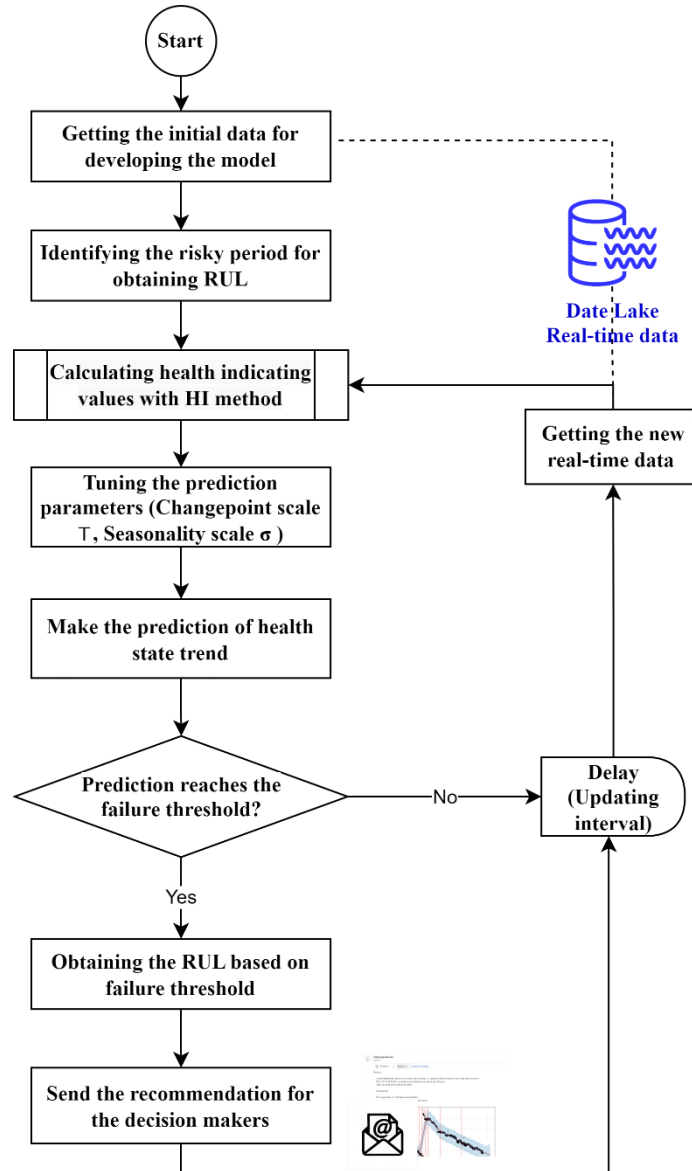 Start
Getting the initial data for
developing the model
Identifying the risky period for
obtaining RUL
Date Lake
Real-time data
Calculating health indicating
values with HI method
Getting the new
real-time data
Tuning the prediction
parameters (Changepoint scale
⊤, Seasonality scale σ )
Make the prediction of health
state trend
Prediction reaches the
failure threshold?
No
Delay
(Updating
interval)
Yes
Obtaining the RUL based on
failure threshold
Send the recommendation for
the decision makers